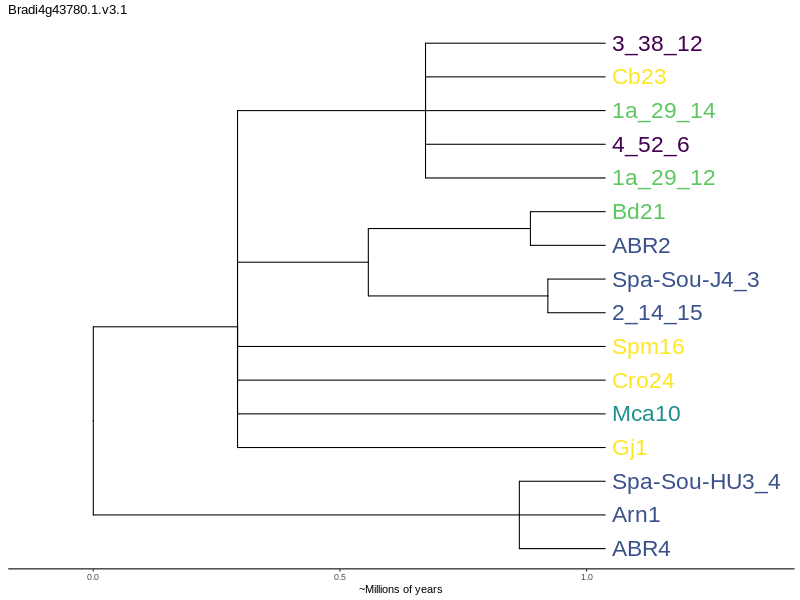 Bradi4g43780.1.v3.1
3_38_12
Cb23
1a_29_14
4_52_6
1a_29_12
Bd21
ABR2
Spa-Sou-J4_3
2_14_15
Spm16
Cro24
Mca10
Gj1
Spa-Sou-HU3_4
Arn1
ABR4
0.0 0.5 1.0
~Millions of years